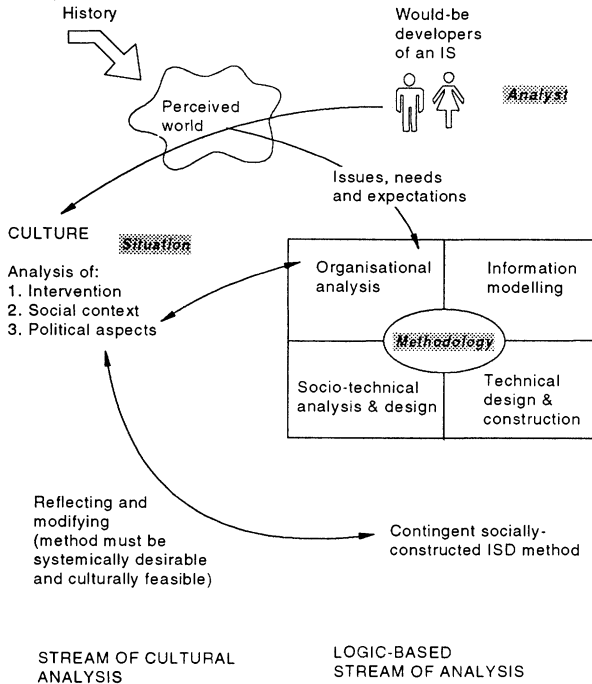 History
Would-be
developers
of an IS
Analyst
Perceived
world
Issues, needs
and expectations
CULTURE
Situation
Analysis of:
1. Intervention
2. Social context
3. Political aspects
Organisational
analysis
Information
modelling
Methodology
Socio-technical
analysis & design
Technical
design &
construction
Reflecting and
modifying
(method must be
systemically desirable
and culturally feasible)
Contingent socially-
constructed ISD method
STREAM OF CULTURAL
ANALYSIS
LOGIC-BASED
STREAM OF ANALYSIS